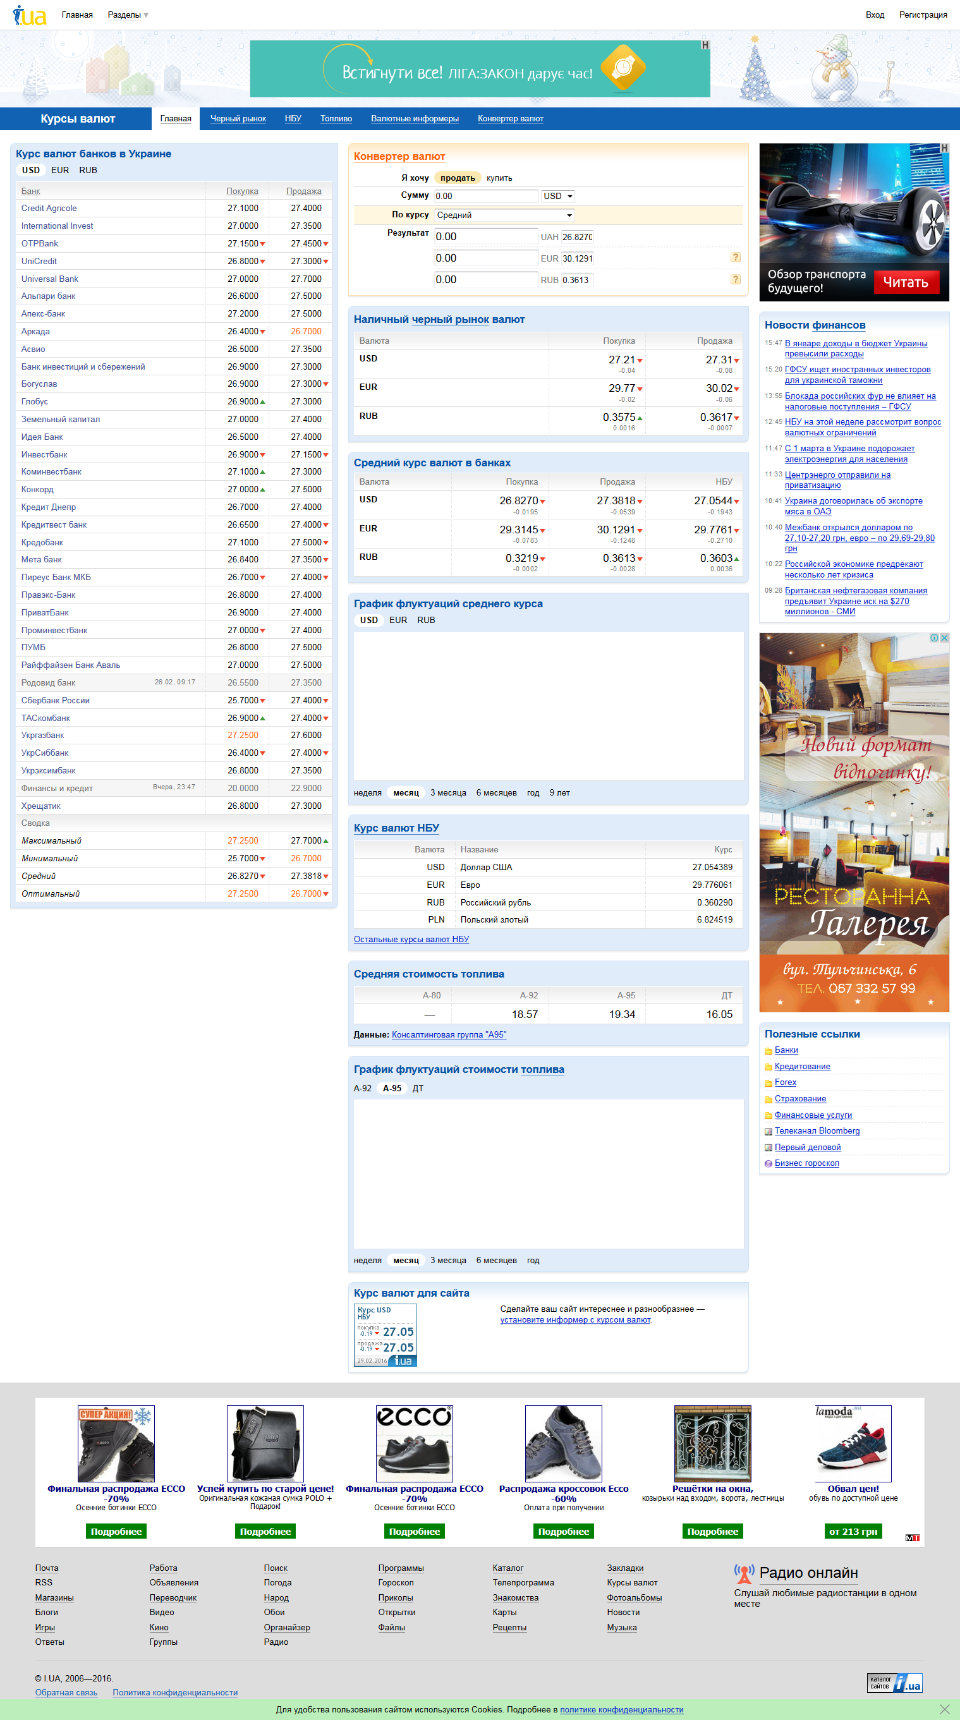 i.ua Главная Разделы Вход Регистрация
Встигнути все! ЛІГА:ЗАКОН дарує час!
Курсы валют Главная Черный рынок НБУ Топливо Валютные информеры Конвертер валют
Курс валют банков в Украине
USD EUR RUB
Банк Покупка Продажа
Credit Agricole 27.1000 27.4000
International Invest 27.0000 27.3500
OTPBank 27.1500 27.4500
UniCredit 26.8000 27.3000
Universal Bank 27.0000 27.7000
Альпари банк 26.6000 27.5000
Апекс-банк 27.2000 27.5000
Аркада 26.4000 26.7000
Асвио 26.5000 27.3500
Банк инвестиций и сбережений 26.9000 27.3000
Богуслав 26.9000 27.3000
Глобус 26.9000 27.3000
Земельный капитал 27.0000 27.4000
Идея Банк 26.5000 27.4000
Инвестбанк 26.9000 27.1500
Коминвестбанк 27.1000 27.3000
Конкорд 27.0000 27.5000
Кредит Днепр 26.7000 27.4000
Кредитвест банк 26.6500 27.4000
Кредобанк 27.1000 27.5000
Мета банк 26.8400 27.3500
Пиреус Банк МКБ 26.7000 27.4000
Правэкс-Банк 26.8000 27.4000
ПриватБанк 26.9000 27.4000
Проминвестбанк 27.0000 27.4000
ПУМБ 26.8000 27.5000
Райффайзен Банк Аваль 27.0000 27.5000
Родовид банк 26.02, 09:17 26.5500 27.3500
Сбербанк России 25.7000 27.4000
ТАСкомбанк 26.9000 27.4000
Укргазбанк 27.2500 27.6000
УкрСиббанк 26.4000 27.4000
Укрэксимбанк 26.8000 27.3500
Финансы и кредит Вчера, 23:47 20.0000 22.9000
Хрещатик 26.8000 27.3000
Сводка
Максимальный 27.2500 27.7000
Минимальный 25.7000 26.7000
Средний 26.8270 27.3818
Оптимальный 27.2500 26.7000
Конвертер валют
Я хочу продать купить
Сумму 0.00 USD
По курсу Средний
Результат 0.00 UAH 26.8270
0.00 EUR 30.1291 ?
0.00 RUB 0.3613 ?
Наличный черный рынок валют
Валюта Покупка Продажа
USD 27.21 27.31
-0.04 -0.08
EUR 29.77 30.02
-0.02 -0.06
RUB 0.3575 0.3617
0.0016 -0.0007
Средний курс валют в банках
Валюта Покупка Продажа НБУ
USD 26.8270 27.3818 27.0544
-0.0195 -0.0539 -0.1943
EUR 29.3145 30.1291 29.7761
-0.0783 -0.1248 -0.2710
RUB 0.3219 0.3613 0.3603
-0.0002 -0.0028 0.0036
График флуктуаций среднего курса
USD EUR RUB
неделя месяц 3 месяца 6 месяцев год 9 лет
Курс валют НБУ
Валюта Название Курс
USD Доллар США 27.054389
EUR Евро 29.776061
RUB Российский рубль 0.360290
PLN Польский злотый 6.824519
Остальные курсы валют НБУ
Средняя стоимость топлива
А-80 А-92 А-95 ДТ
— 18.57 19.34 16.05
Данные: Консалтинговая группа "А95"
График флуктуаций стоимости топлива
А-92 А-95 ДТ
неделя месяц 3 месяца 6 месяцев год
Курс валют для сайта
Курс USD
НБУ
покупка
-0.19 27.05
продажа
-0.19 27.05
29.02.2016 i.ua
Сделайте ваш сайт интереснее и разнообразнее —
установите информер с курсом валют.
Обзор транспорта
будущего!
Читать
Новости финансов
15:47 В январе доходы в бюджет Украины
превысили расходы
15:20 ГФСУ ищет иностранных инвесторов
для украинской таможни
13:55 Блокада российских фур не влияет на
налоговые поступления – ГФСУ
12:45 НБУ на этой неделе рассмотрит вопрос
валютных ограничений
11:47 С 1 марта в Украине подорожает
электроэнергия для населения
11:33 Центрэнерго отправили на
приватизацию
10:41 Украина договорилась об экспорте
мяса в ОАЭ
10:40 Межбанк открылся долларом по
27,10-27,20 грн, евро – по 29,69-29,80
грн
10:22 Российской экономике предрекают
несколько лет кризиса
09:26 Британская нефтегазовая компания
предъявит Украине иск на $270
миллионов - СМИ
Новий формат
відпочинку!
РЕСТОРАННА
Галерея
вул. Тульчинська, 6
ТЕЛ. 067 332 57 99
Полезные ссылки
Банки
Кредитование
Forex
Страхование
Финансовые услуги
Телеканал Bloomberg
Первый деловой
Бизнес гороскоп
СУПЕР АКЦИЯ!
ecco
lamoda
Финальная распродажа ECCO
-70%
Осенние ботинки ECCO
Подробнее
Успей купить по старой цене!
Оригинальная кожаная сумка POLO +
Подарок!
Подробнее
Финальная распродажа ECCO
-70%
Осенние ботинки ECCO
Подробнее
Распродажа кроссовок Ecco
-60%
Оплата при получении
Подробнее
Решётки на окна,
козырьки над входом, ворота, лестницы
Подробнее
Обвал цен!
обувь по доступной цене
от 213 грн
MT
Почта Работа Поиск Программы Каталог Закладки
RSS Объявления Погода Гороскоп Телепрограмма Курсы валют
Магазины Переводчик Народ Приколы Знакомства Фотоальбомы
Блоги Видео Обои Открытки Карты Новости
Игры Кино Органайзер Файлы Рецепты Музыка
Ответы Группы Радио
Радио онлайн
Слушай любимые радиостанции в одном
месте
© I.UA, 2006—2016.
Обратная связь Политика конфиденциальности
каталог
сайтов i.ua
Для удобства пользования сайтом используются Cookies. Подробнее в политике конфиденциальности